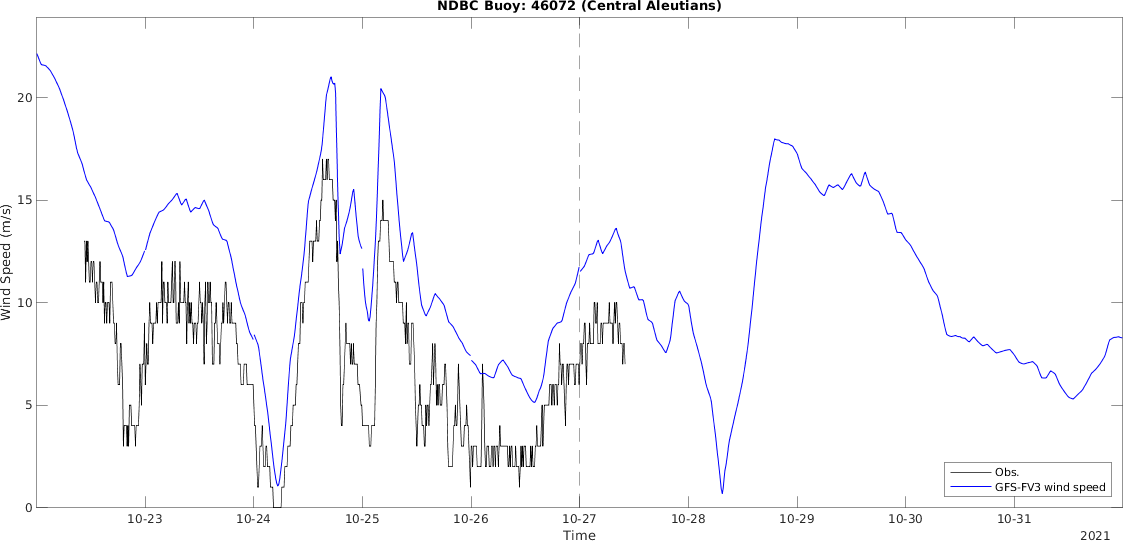 NDBC Buoy: 46072 (Central Aleutians)
Wind Speed (m/s)
20
15
10
5
0
10-23 10-24 10-25 10-26 10-27 10-28 10-29 10-30 10-31
Time
2021
Obs.
GFS-FV3 wind speed